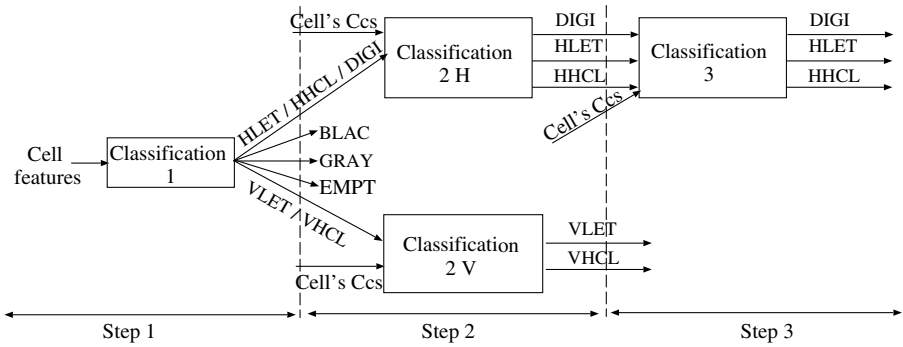 Cell's Ccs
DIGI
DIGI
Classification
2 H
HLET
Classification
3
HLET
HHCL
HHCL
HLET / HHCL / DIGI
Cell's Ccs
BLAC
Cell
features
Classification
1
GRAY
EMPT
VLET / VHCL
VLET
Classification
2 V
VHCL
Cell's Ccs
Step 1
Step 2
Step 3